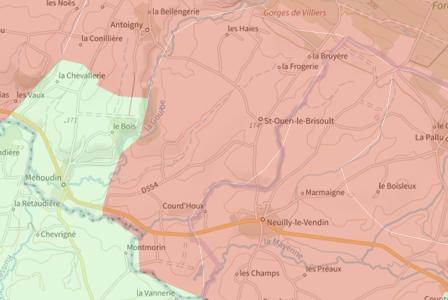 les Noës
la Bellengerie
Gorges de Villiers
Antoigny
la Conillière
les Haies
la Bruyère
la Frogerie
la Chevallerie
les Vaux
171
le Bois
la Gourbe
St-Ouen-le-Brisoult
174
La Pallu
Méhoudin
D554
la Rétaudière
Courd'Houx
Marmaigne
le Boisleux
Neuilly-le-Vendin
Chevrigné
Montmorin
la Mayenne
les Champs
les Préaux
la Vannerie